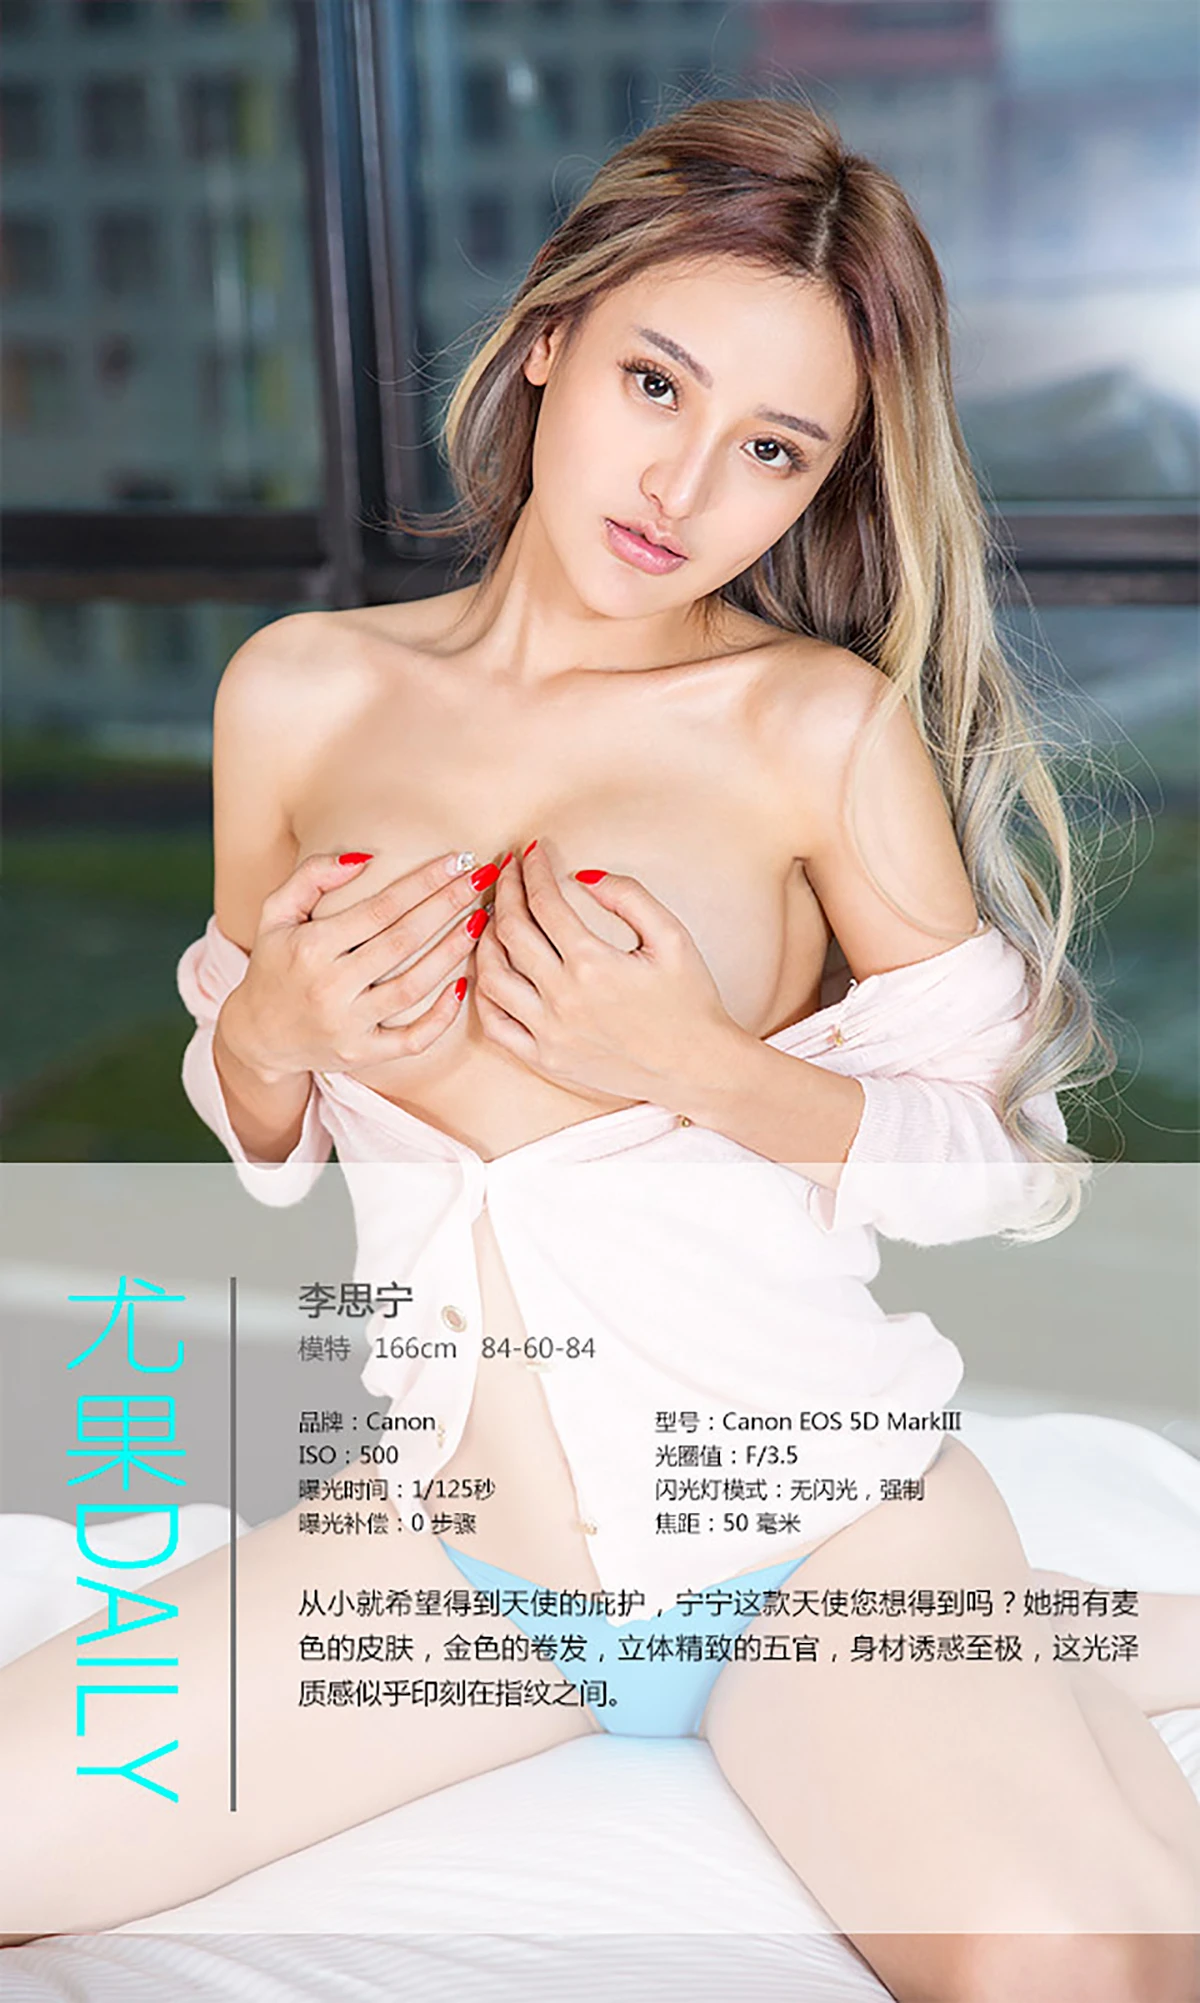 尤果DAILY
李思宁
模特 166cm 84-60-84
品牌：Canon 型号：Canon EOS 5D MarkIII
ISO：500 光圈值：F/3.5
曝光时间：1/125秒 闪光灯模式：无闪光，强制
曝光补偿：0 步骤 焦距：50 毫米
从小就希望得到天使的庇护，宁宁这款天使您想得到吗？她拥有麦
色的皮肤，金色的卷发，立体精致的五官，身材诱惑至极，这光泽
质感似乎印刻在指纹之间。